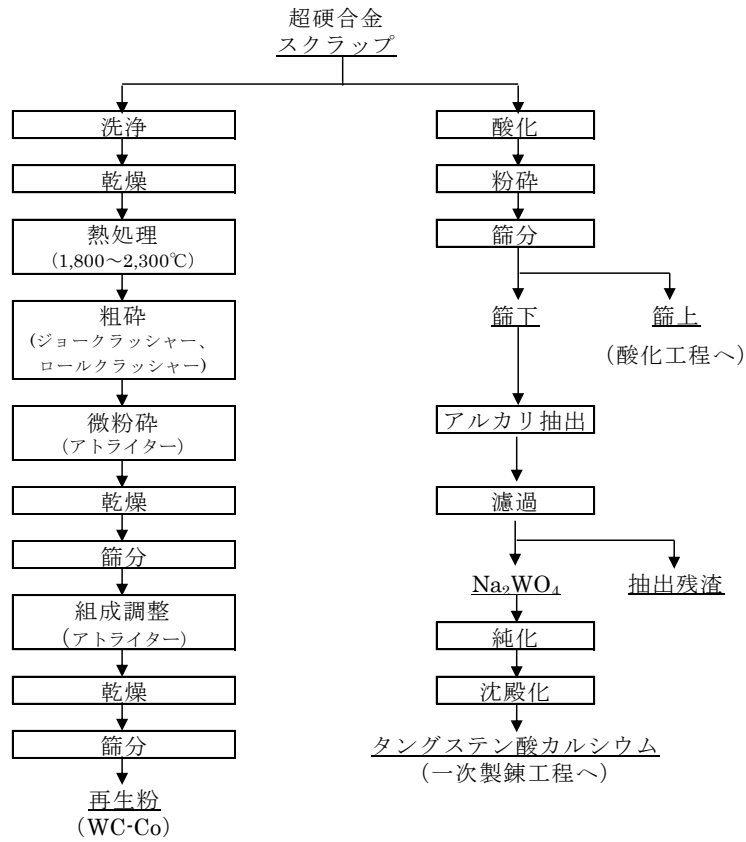 超硬合金
スクラップ
洗浄
乾燥
熱処理
(1,800～2,300℃)
粗砕
(ジョークラッシャー、
ロールクラッシャー)
微粉砕
(アトライター)
乾燥
篩分
組成調整
(アトライター)
乾燥
篩分
再生粉
(WC-Co)
酸化
粉砕
篩分
篩下
篩上
(酸化工程へ)
アルカリ抽出
濾過
Na₂WO₄
抽出残渣
純化
沈殿化
タングステン酸カルシウム
(一次製錬工程へ)